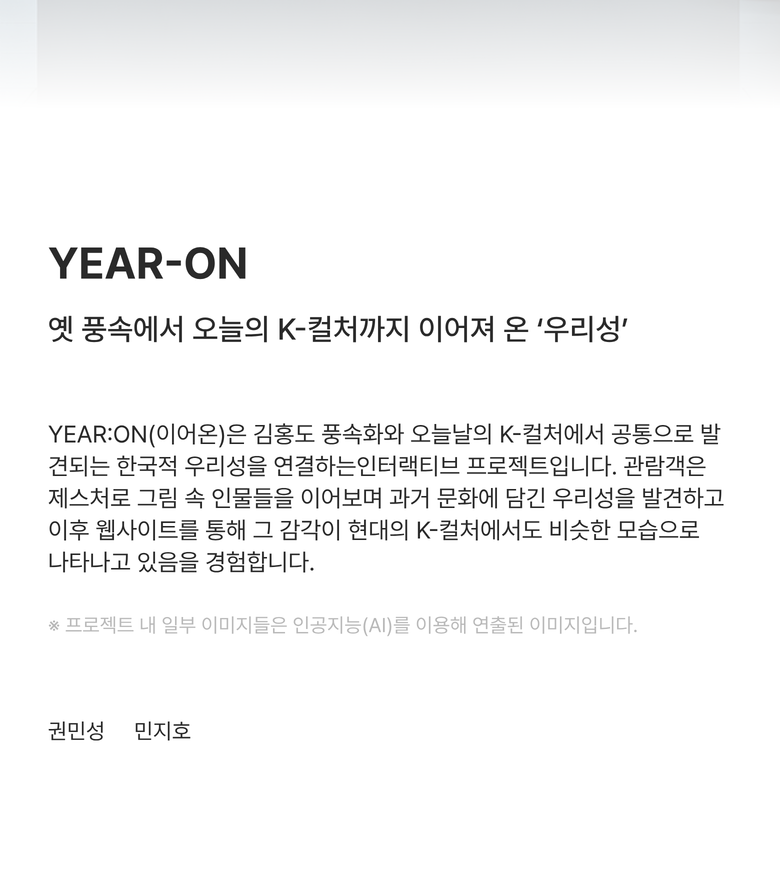 YEAR-ON
옛 풍속에서 오늘의 K-컬처까지 이어져 온 ‘우리성’
YEAR:ON(이어온)은 김홍도 풍속화와 오늘날의 K-컬처에서 공통으로 발
견되는 한국적 우리성을 연결하는인터랙티브 프로젝트입니다. 관람객은
제스처로 그림 속 인물들을 이어보며 과거 문화에 담긴 우리성을 발견하고
이후 웹사이트를 통해 그 감각이 현대의 K-컬처에서도 비슷한 모습으로
나타나고 있음을 경험합니다.
※ 프로젝트 내 일부 이미지들은 인공지능(AI)를 이용해 연출된 이미지입니다.
권민성 민지호